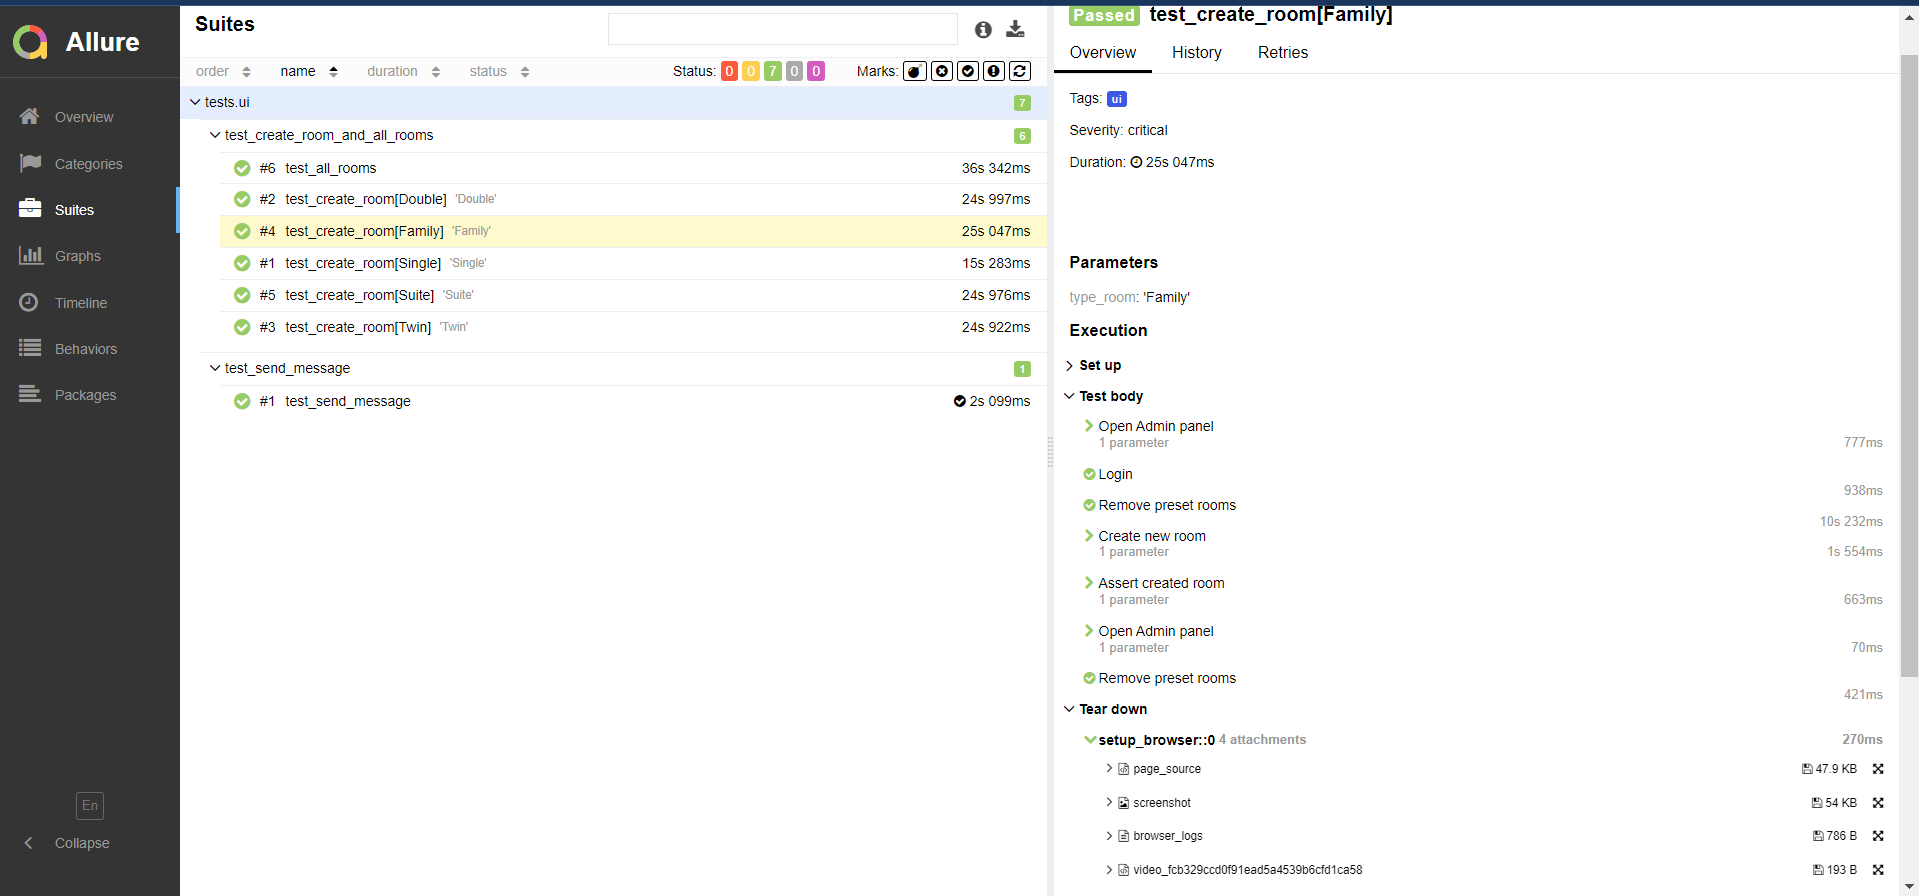 Allure
Overview
Categories
Suites
Graphs
Timeline
Behaviors
Packages
En
Collapse
Suites
order name duration status
Status: 0 0 7 0 0 Marks:
tests.ui 7
test_create_room_and_all_rooms 6
#6 test_all_rooms 36s 342ms
#2 test_create_room[Double] 'Double' 24s 997ms
#4 test_create_room[Family] 'Family' 25s 047ms
#1 test_create_room[Single] 'Single' 15s 283ms
#5 test_create_room[Suite] 'Suite' 24s 976ms
#3 test_create_room[Twin] 'Twin' 24s 922ms
test_send_message 1
#1 test_send_message 2s 099ms
Passed test_create_room[Family]
Overview History Retries
Tags: ui
Severity: critical
Duration: 25s 047ms
Parameters
type_room: 'Family'
Execution
Set up
Test body
Open Admin panel
1 parameter 777ms
Login
938ms
Remove preset rooms
10s 232ms
Create new room
1 parameter 1s 554ms
Assert created room
1 parameter 663ms
Open Admin panel
1 parameter 70ms
Remove preset rooms
421ms
Tear down
setup_browser::0 4 attachments 270ms
page_source 47.9 KB
screenshot 54 KB
browser_logs 786 B
video_fcb329ccd0f91ead5a4539b6cfd1ca58 193 B